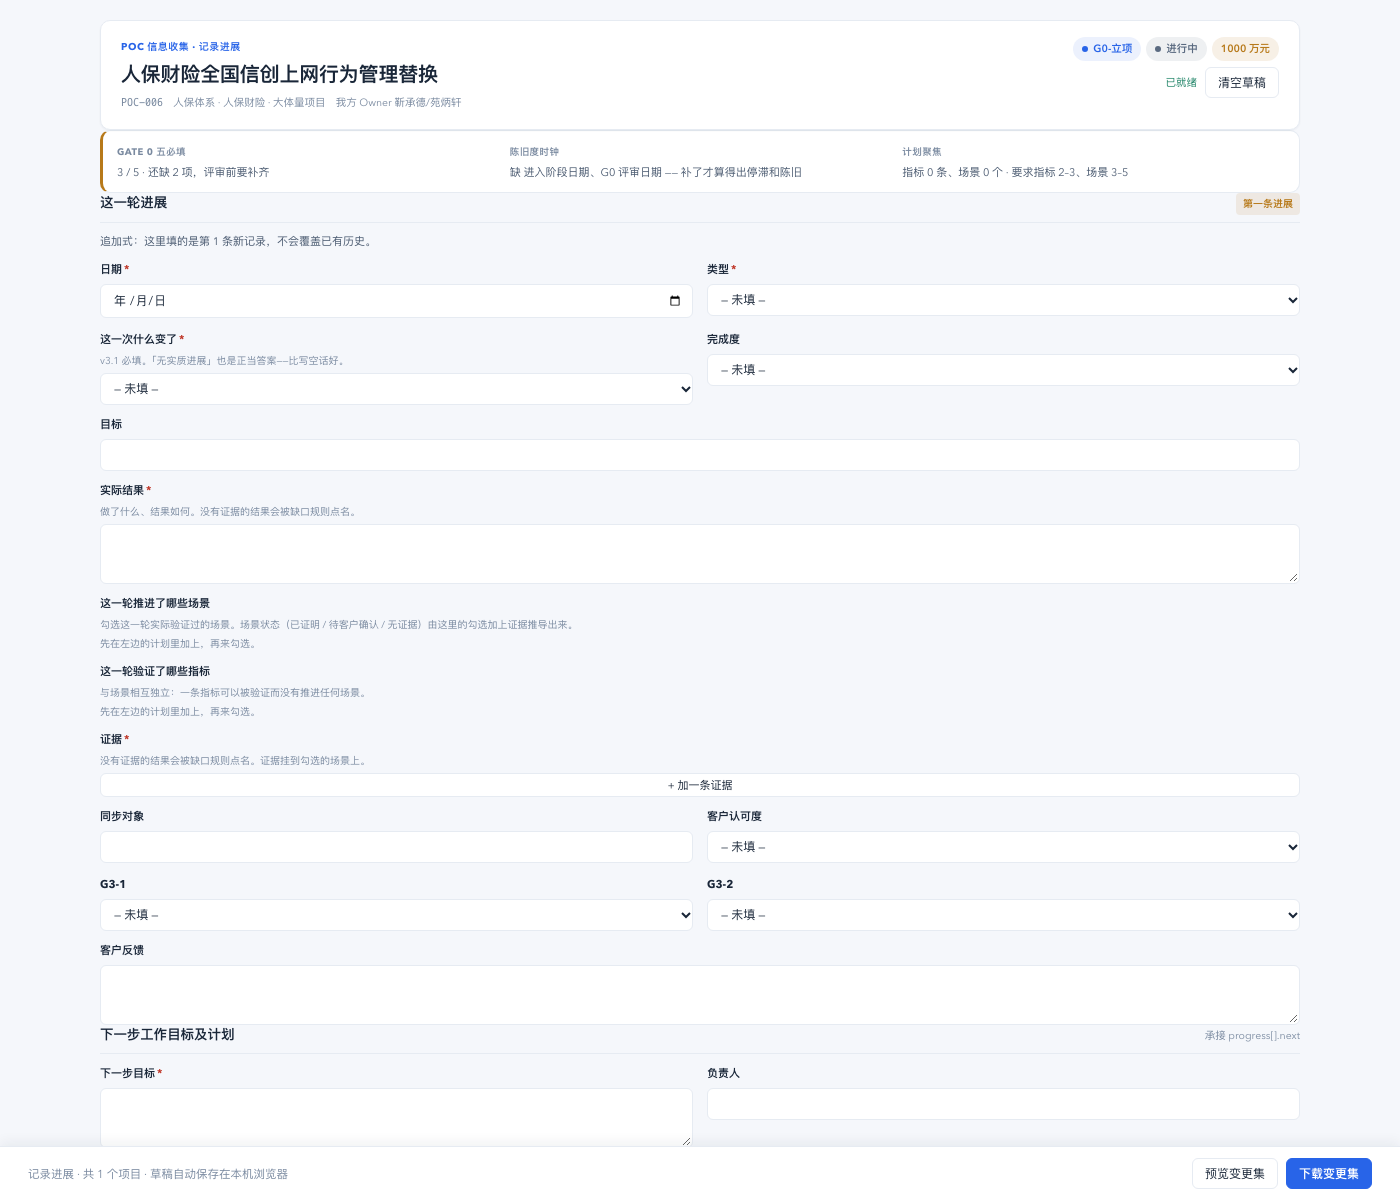 POC 信息收集 · 记录进展
G0-立项
进行中
1000 万元
人保财险全国信创上网行为管理替换
已就绪
清空草稿
POC-006 人保体系 · 人保财险 · 大体量项目 我方 Owner 靳承德/苑炳轩
GATE 0 五必填
陈旧度时钟
计划聚焦
3 / 5 · 还缺 2 项，评审前要补齐
缺 进入阶段日期、G0 评审日期 —— 补了才算得出停滞和陈旧
指标 0 条、场景 0 个 · 要求指标 2-3、场景 3-5
这一轮进展
第一条进展
追加式：这里填的是第 1 条新记录，不会覆盖已有历史。
日期 *
类型 *
年 /月/日
– 未填 –
这一次什么变了 *
完成度
v3.1 必填。「无实质进展」也是正当答案——比写空话好。
– 未填 –
– 未填 –
目标
实际结果 *
做了什么、结果如何。没有证据的结果会被缺口规则点名。
这一轮推进了哪些场景
勾选这一轮实际验证过的场景。场景状态（已证明 / 待客户确认 / 无证据）由这里的勾选加上证据推导出来。
先在左边的计划里加上，再来勾选。
这一轮验证了哪些指标
与场景相互独立：一条指标可以被验证而没有推进任何场景。
先在左边的计划里加上，再来勾选。
证据 *
没有证据的结果会被缺口规则点名。证据挂到勾选的场景上。
+ 加一条证据
同步对象
客户认可度
– 未填 –
G3-1
G3-2
– 未填 –
– 未填 –
客户反馈
下一步工作目标及计划
承接 progress[].next
下一步目标 *
负责人
记录进展 · 共 1 个项目 · 草稿自动保存在本机浏览器
预览变更集
下载变更集